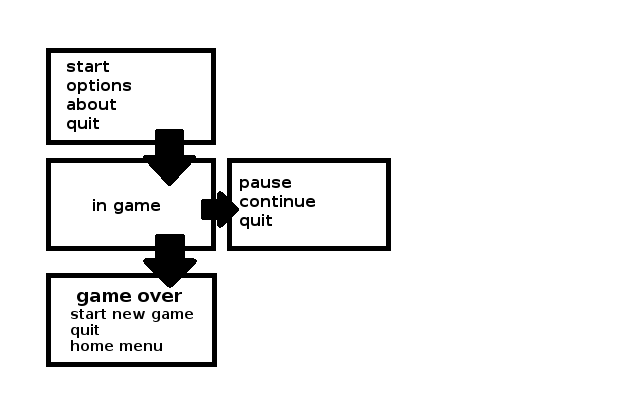 start
options
about
quit
in game
pause
continue
quit
game over
start new game
quit
home menu